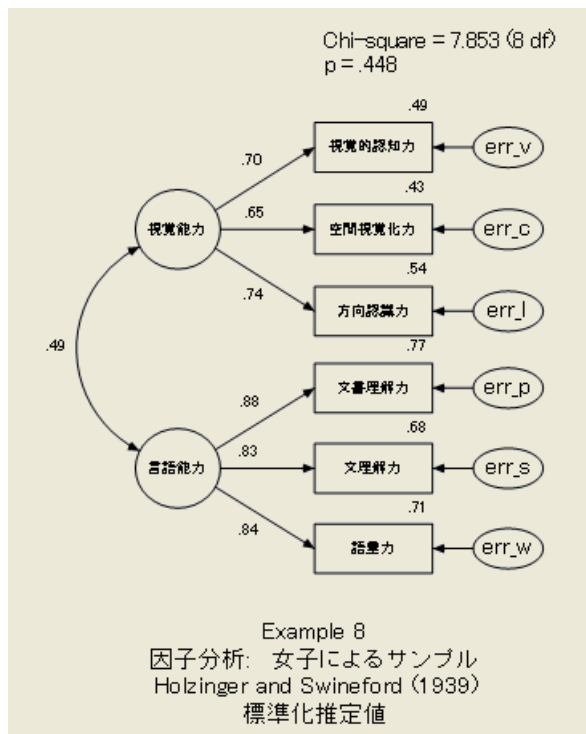 Chi-square = 7.853 (8 df)
p = .448
.49
視覚的認知力
err_v
.70
.43
.65
視覚能力
空間視覚化力
err_c
.54
.74
方向認識力
err_l
.49
.77
文書理解力
err_p
.88
.68
.83
言語能力
文理解力
err_s
.71
.84
語彙力
err_w
Example 8
因子分析: 女子によるサンプル
Holzinger and Swineford (1939)
標準化推定値